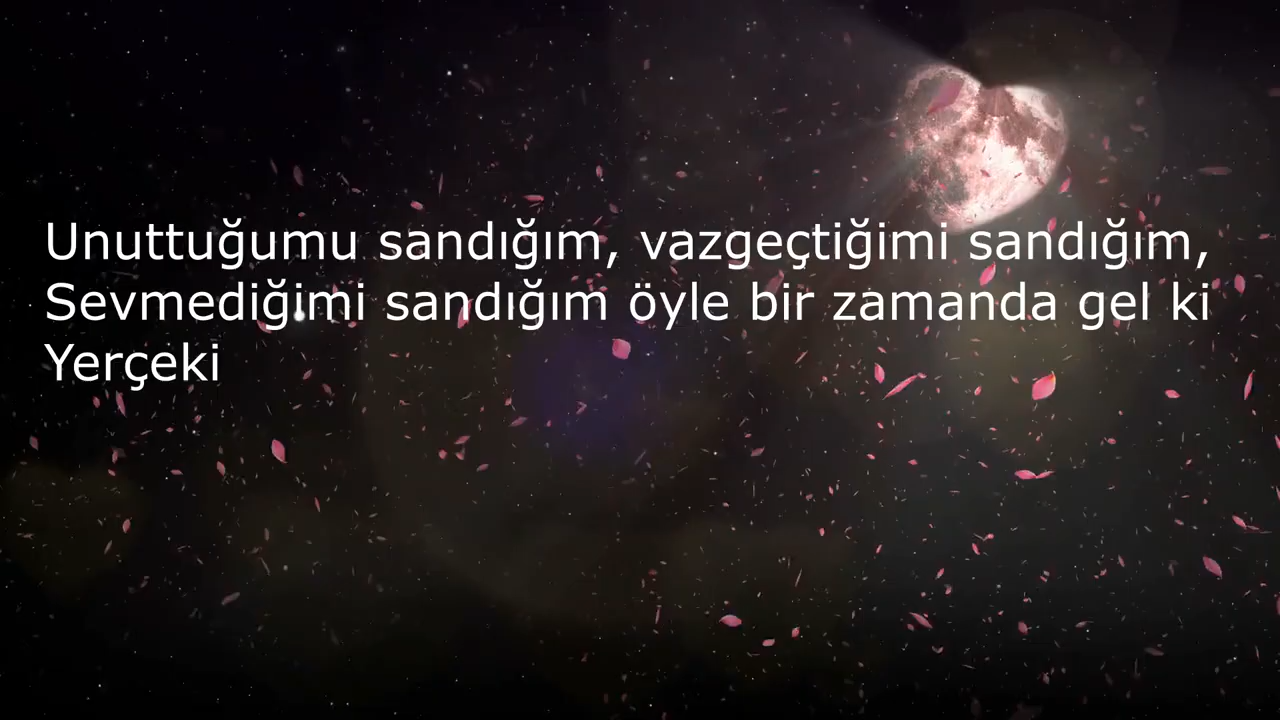 Unuttuğumu sandığım, vazgeçtiğimi sandığım,
Sevmediğimi sandığım öyle bir zamanda gel ki
Yerçeki